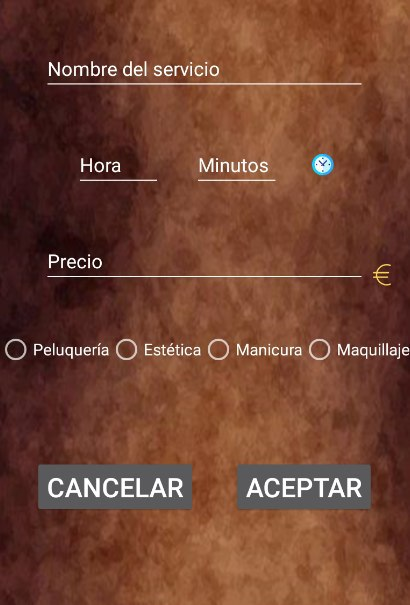 Nombre del servicio
Hora Minutos
Precio €
Peluquería Estética Manicura Maquillaje
CANCELAR ACEPTAR